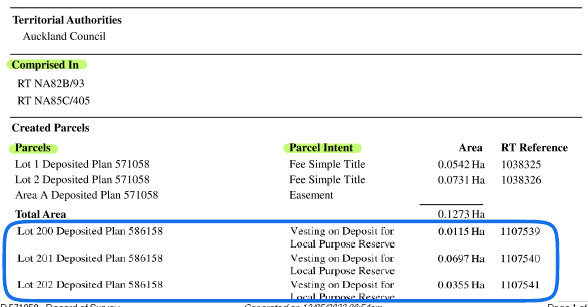 Territorial Authorities
Auckland Council
Comprised In
RT NA82B/93
RT NA85C/405
Created Parcels
Parcels Parcel Intent Area RT Reference
Lot 1 Deposited Plan 571058 Fee Simple Title 0.0542 Ha 1038325
Lot 2 Deposited Plan 571058 Fee Simple Title 0.0731 Ha 1038326
Area A Deposited Plan 571058 Easement
Total Area 0.1273 Ha
Lot 200 Deposited Plan 586158 Vesting on Deposit for 0.0115 Ha 1107539
Local Purpose Reserve
Lot 201 Deposited Plan 586158 Vesting on Deposit for 0.0697 Ha 1107540
Local Purpose Reserve
Lot 202 Deposited Plan 586158 Vesting on Deposit for 0.0355 Ha 1107541
Local Purpose Reserve
571058 - Record of Survey Generated on Page 1 of